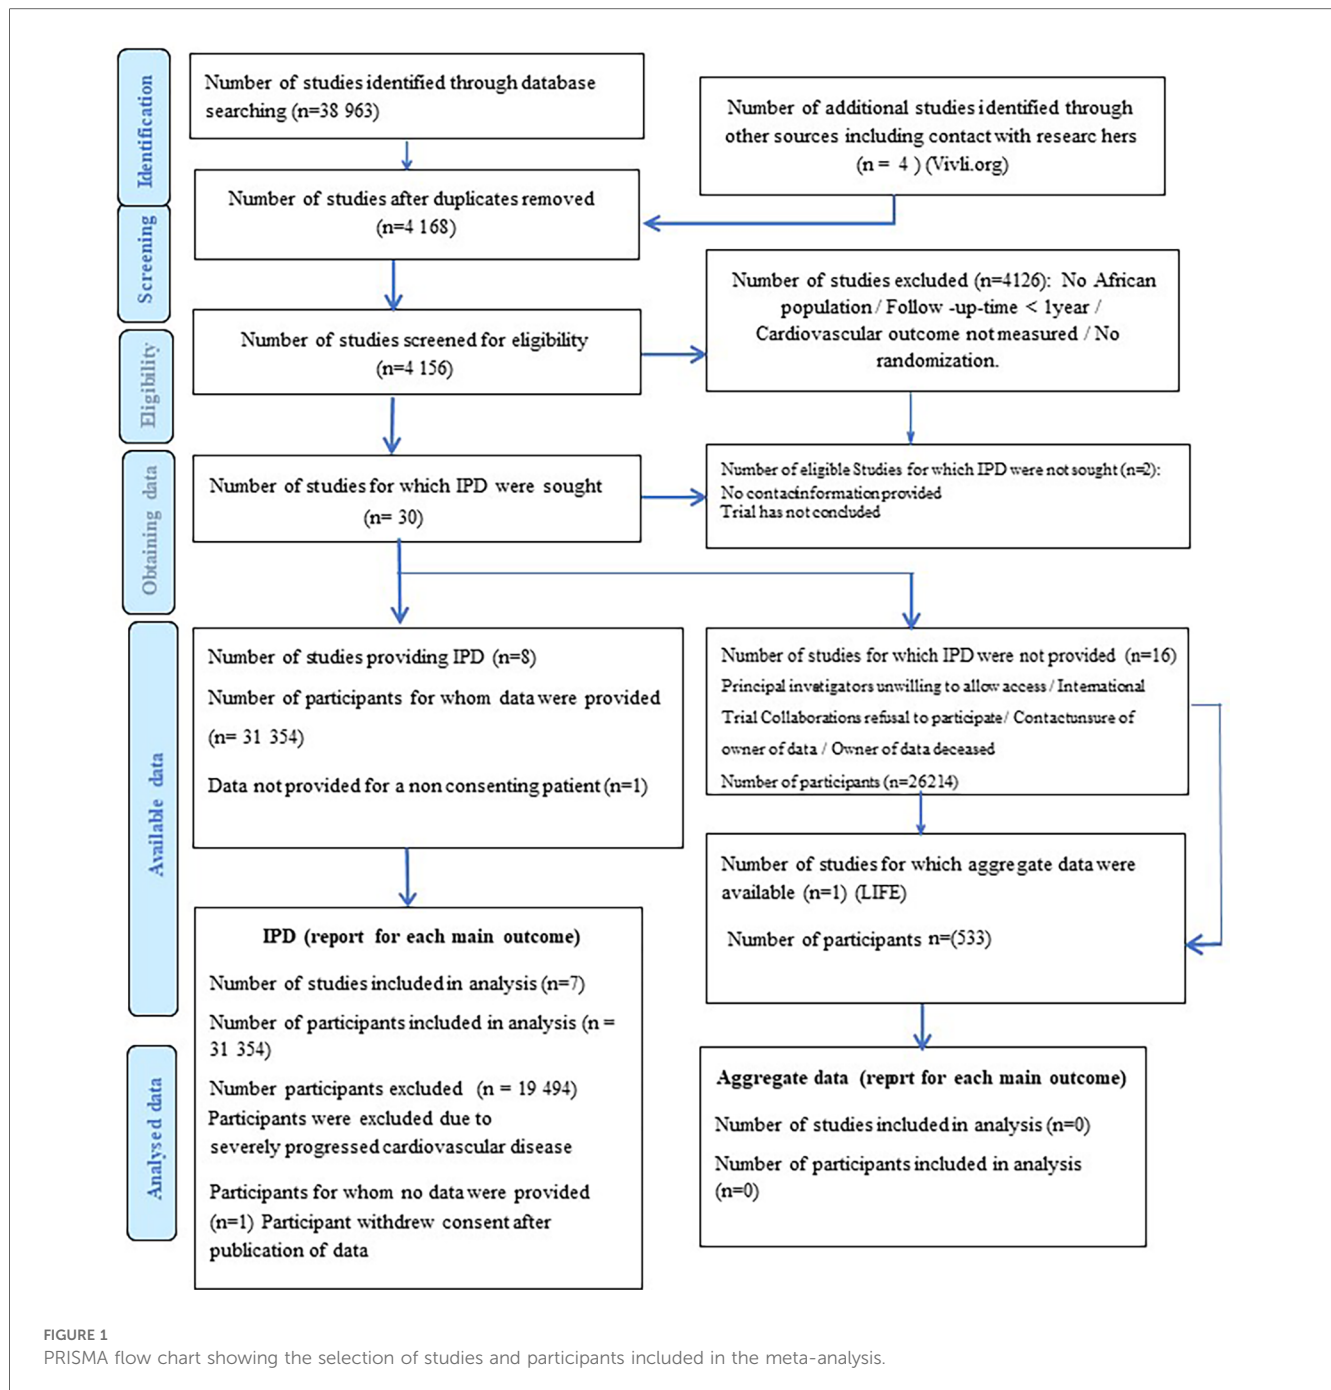 Identification
Number of studies identified through database
searching (n=38 963)
Number of additional studies identified through
other sources including contact with researc hers
(n = 4 ) (Vivli.org)
Number of studies after duplicates removed
(n=4 168)
Screening
Number of studies excluded (n=4126): No African
population / Follow -up-time < 1year /
Cardiovascular outcome not measured / No
randomization.
Number of studies screened for eligibility
(n=4 156)
Eligibility
Number of eligible Studies for which IPD were not sought (n=2):
No contacinformation provided
Trial has not concluded
Number of studies for which IPD were sought
(n= 30)
Obtaining data
Available data
Number of studies providing IPD (n=8)
Number of participants for whom data were provided
(n= 31 354)
Data not provided for a non consenting patient (n=1)
Number of studies for which IPD were not provided (n=16)
Principal invetigators unwilling to allow access / International
Trial Collaborations refusal to participate/ Contactunsure of
owner of data / Owner of data deceased
Number of participants (n=26214)
Number of studies for which aggregate data were
available (n=1) (LIFE)
Number of participants n=(533)
IPD (report for each main outcome)
Number of studies included in analysis (n=7)
Number of participants included in analysis (n =
31 354)
Number participants excluded (n = 19 494)
Participants were excluded due to
severely progressed cardiovascular disease
Participants for whom no data were provided
(n=1) Participant withdrew consent after
publication of data
Analysed data
Aggregate data (reprt for each main outcome)
Number of studies included in analysis (n=0)
Number of participants included in analysis
(n=0)
FIGURE 1
PRISMA flow chart showing the selection of studies and participants included in the meta-analysis.